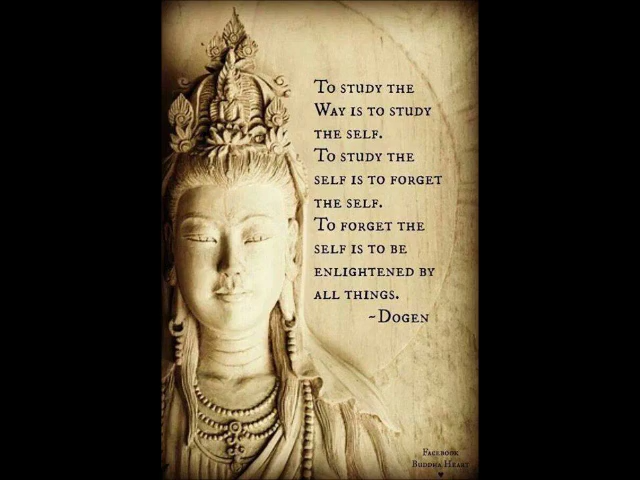 To study the
Way is to study
the self.
To study the
self is to forget
the self.
To forget the
self is to be
enlightened by
all things.
~Dogen
Facebook
Buddha Heart